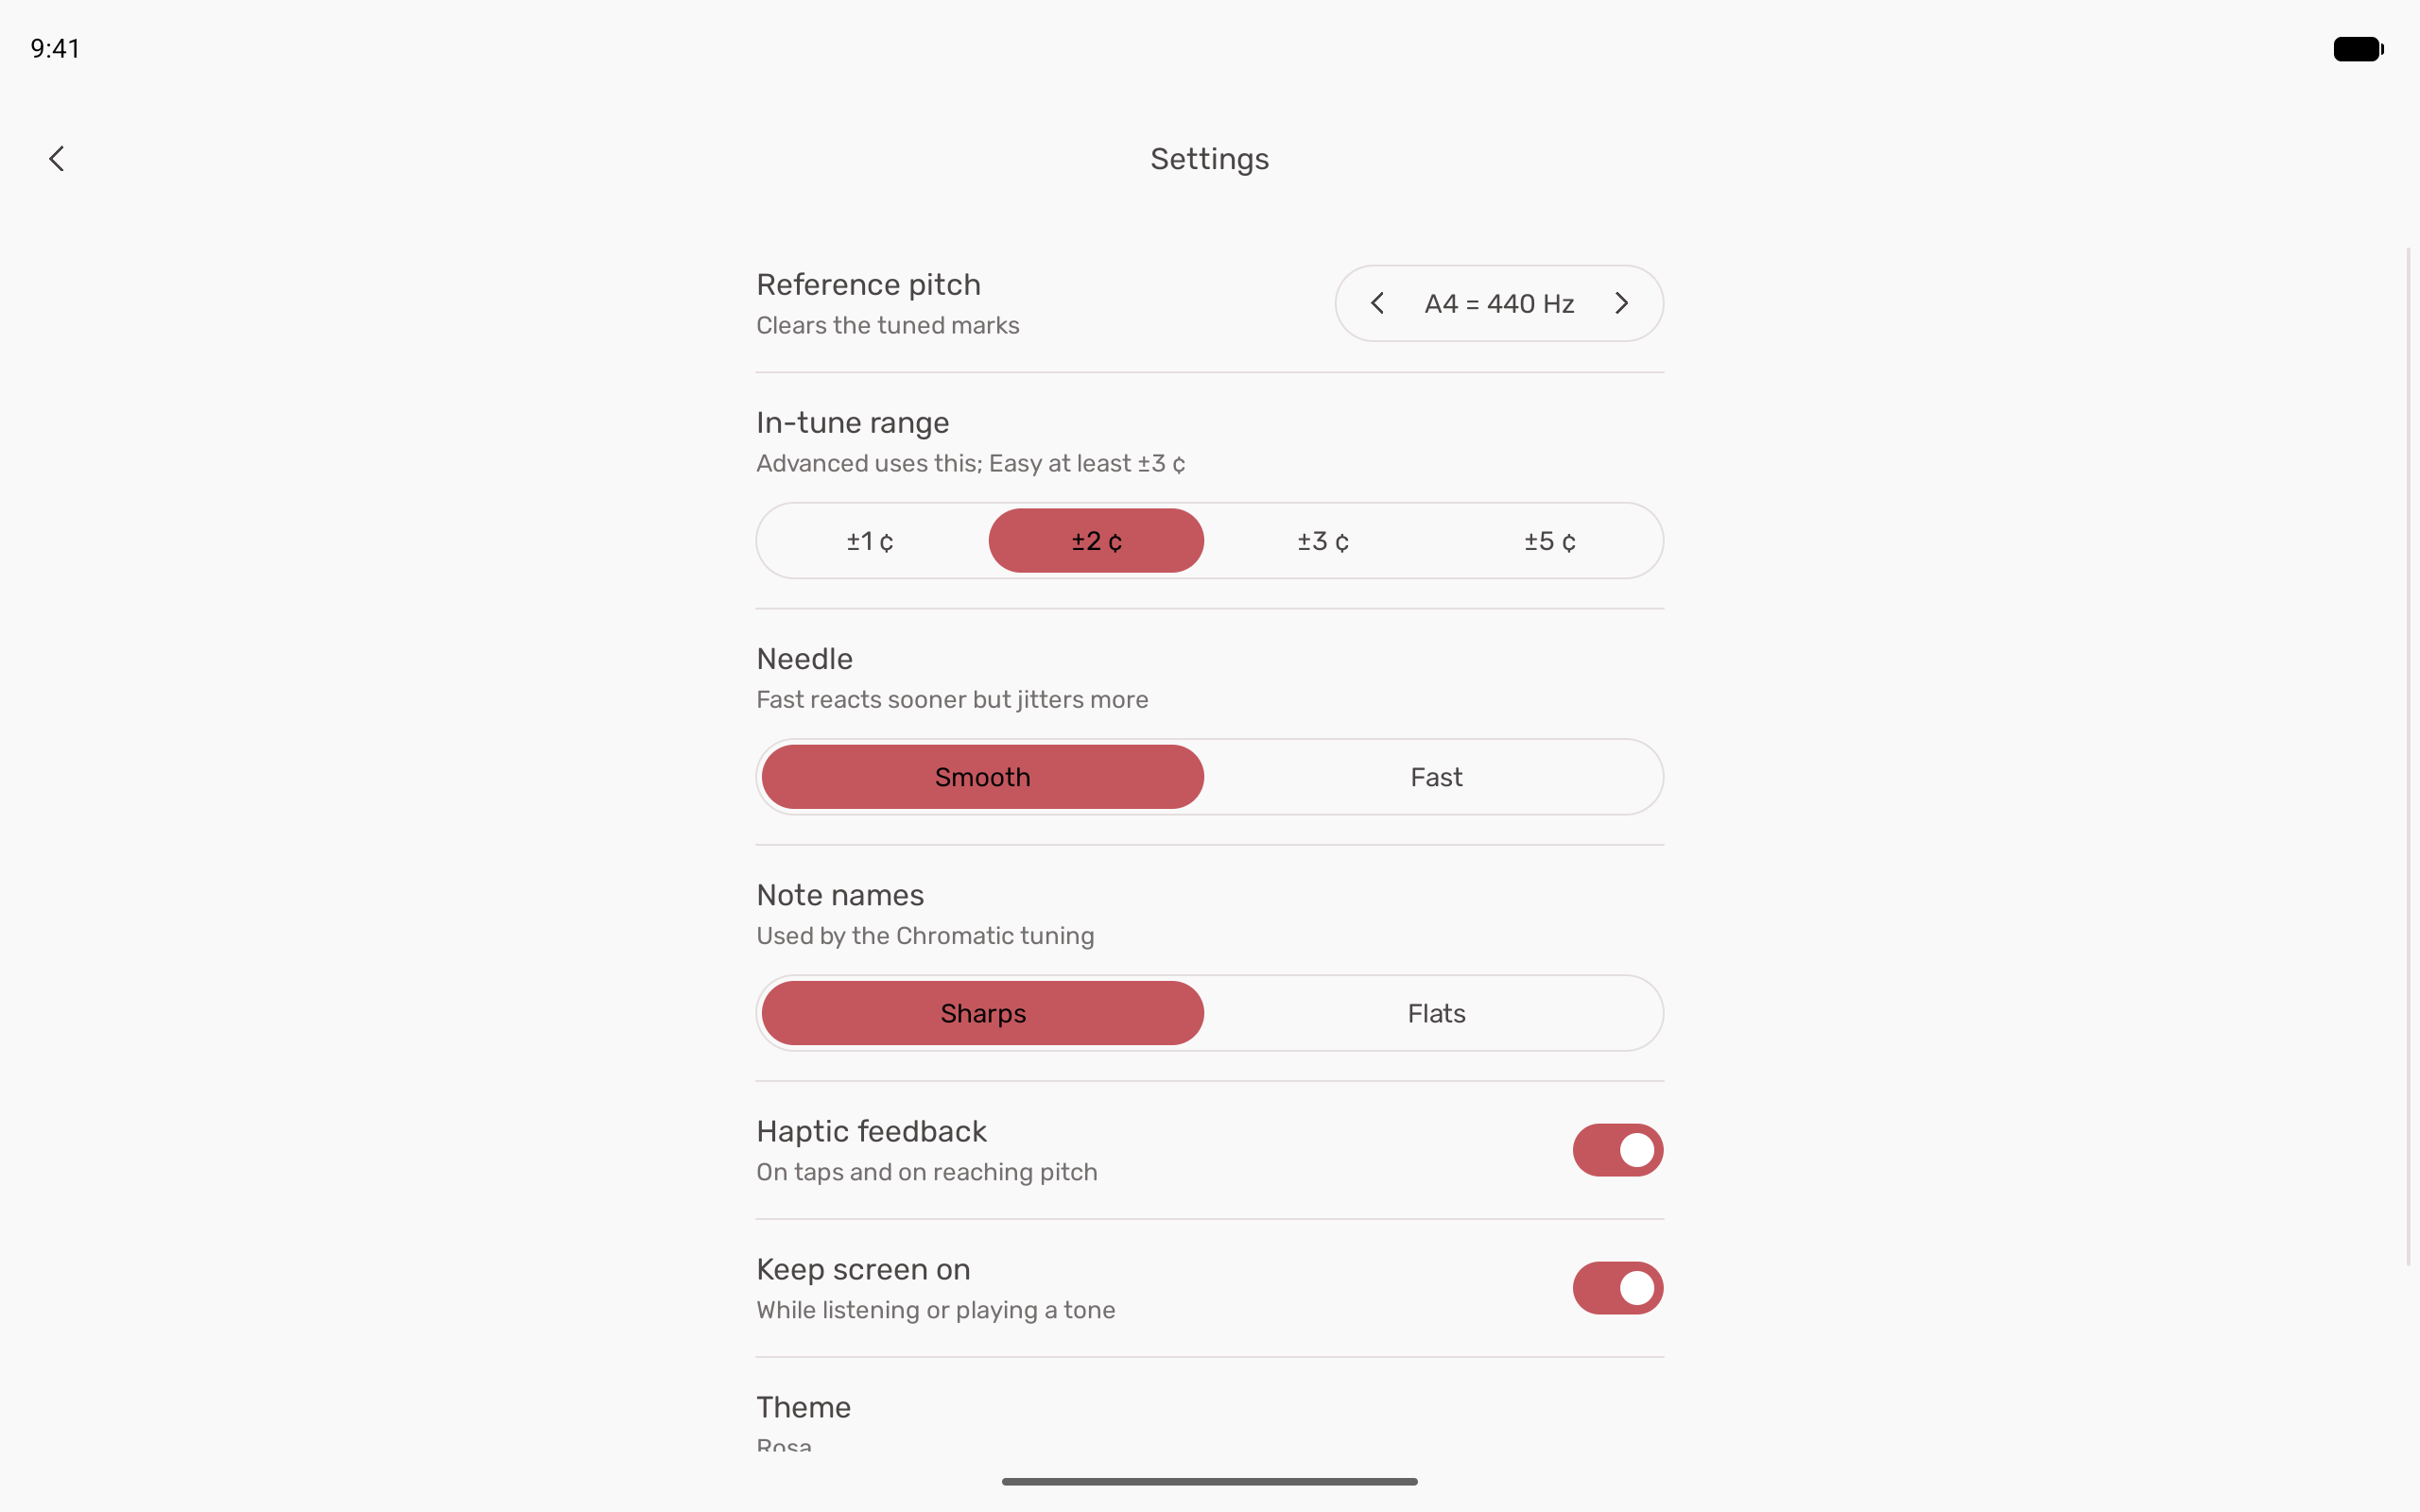 9:41
Settings
Reference pitch
Clears the tuned marks
A4 = 440 Hz
In-tune range
Advanced uses this; Easy at least ±3 ¢
±1 ¢
±2 ¢
±3 ¢
±5 ¢
Needle
Fast reacts sooner but jitters more
Smooth
Fast
Note names
Used by the Chromatic tuning
Sharps
Flats
Haptic feedback
On taps and on reaching pitch
Keep screen on
While listening or playing a tone
Theme
Rosa